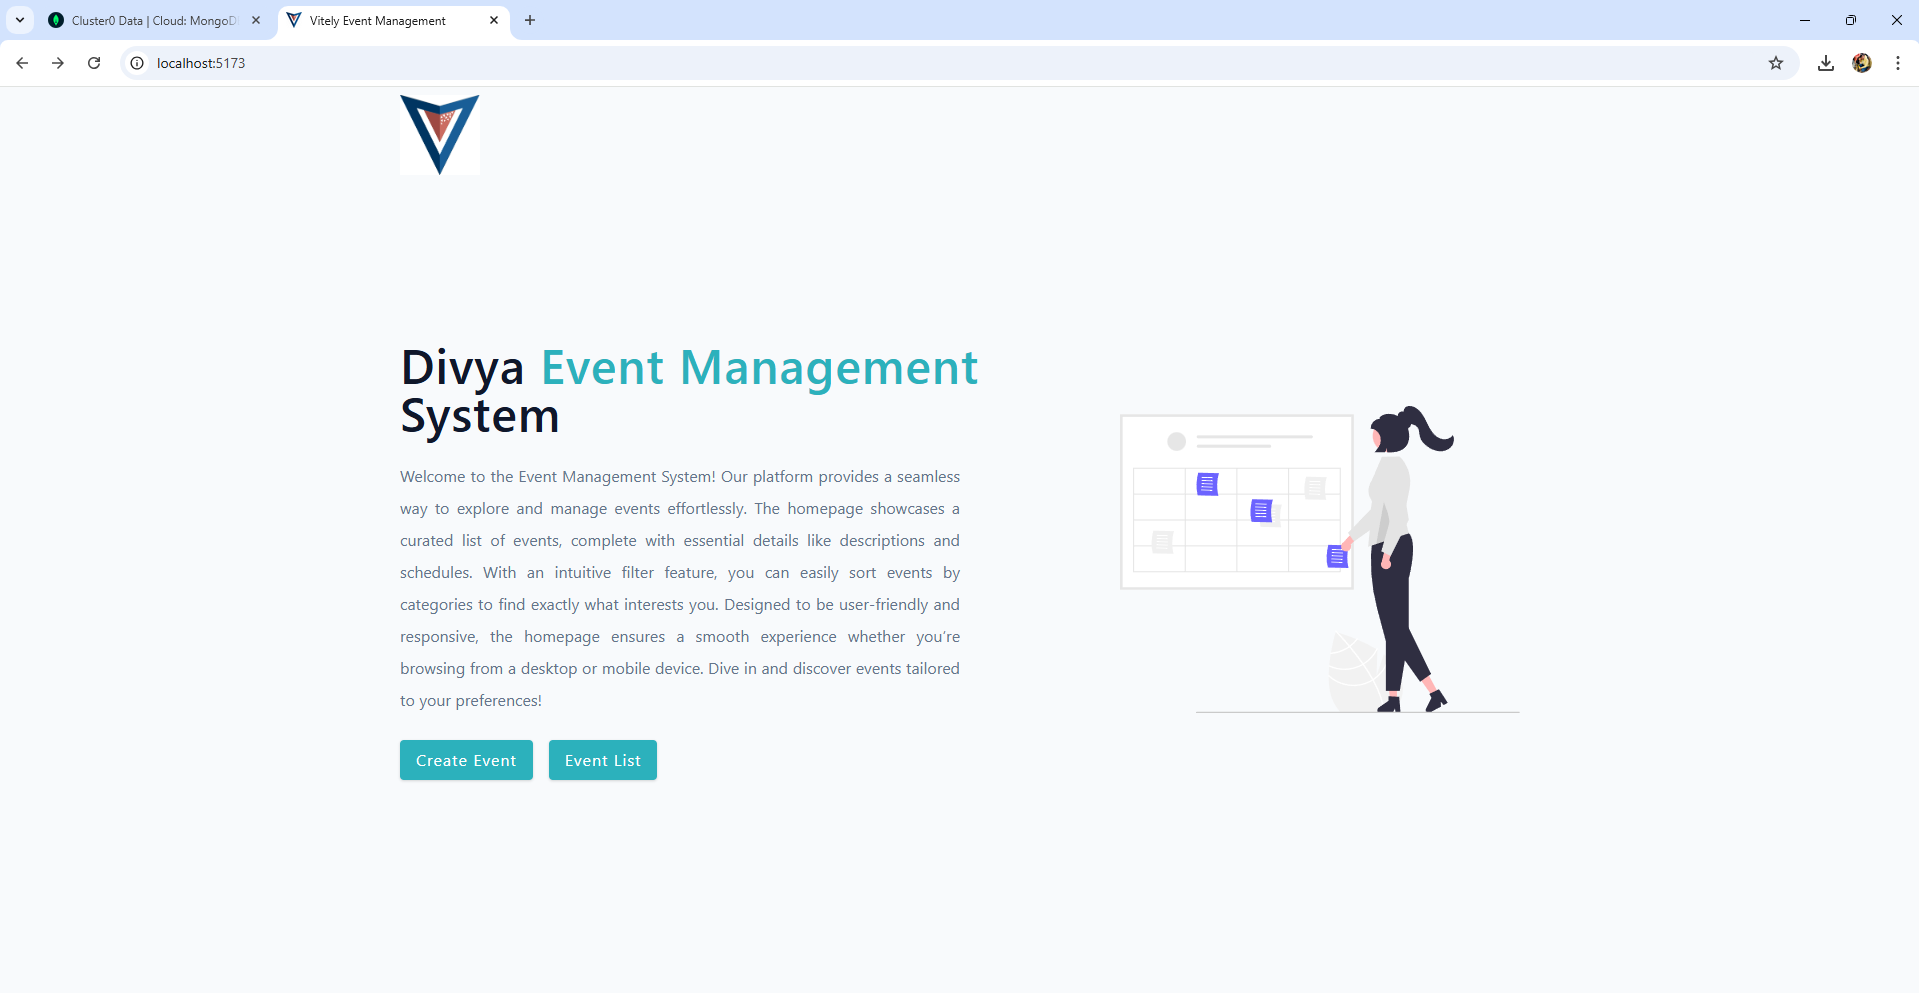 Cluster0 Data | Cloud: MongoD
Vitely Event Management
localhost:5173
Divya Event Management
System
Welcome to the Event Management System! Our platform provides a seamless
way to explore and manage events effortlessly. The homepage showcases a
curated list of events, complete with essential details like descriptions and
schedules. With an intuitive filter feature, you can easily sort events by
categories to find exactly what interests you. Designed to be user-friendly and
responsive, the homepage ensures a smooth experience whether you’re
browsing from a desktop or mobile device. Dive in and discover events tailored
to your preferences!
Create Event
Event List